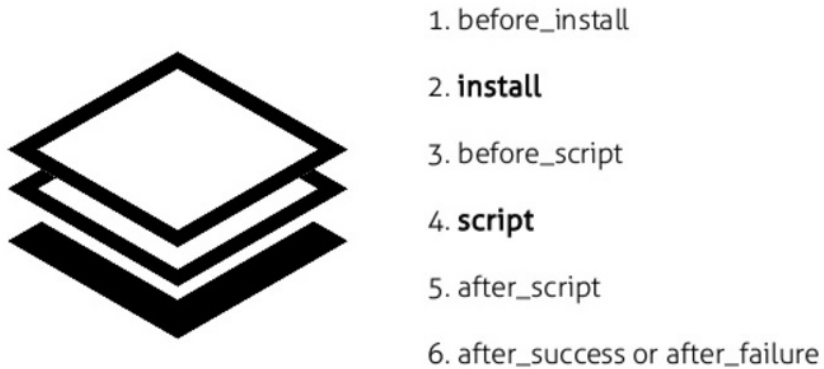 1. before_install
2. install
3. before_script
4. script
5. after_script
6. after_success or after_failure